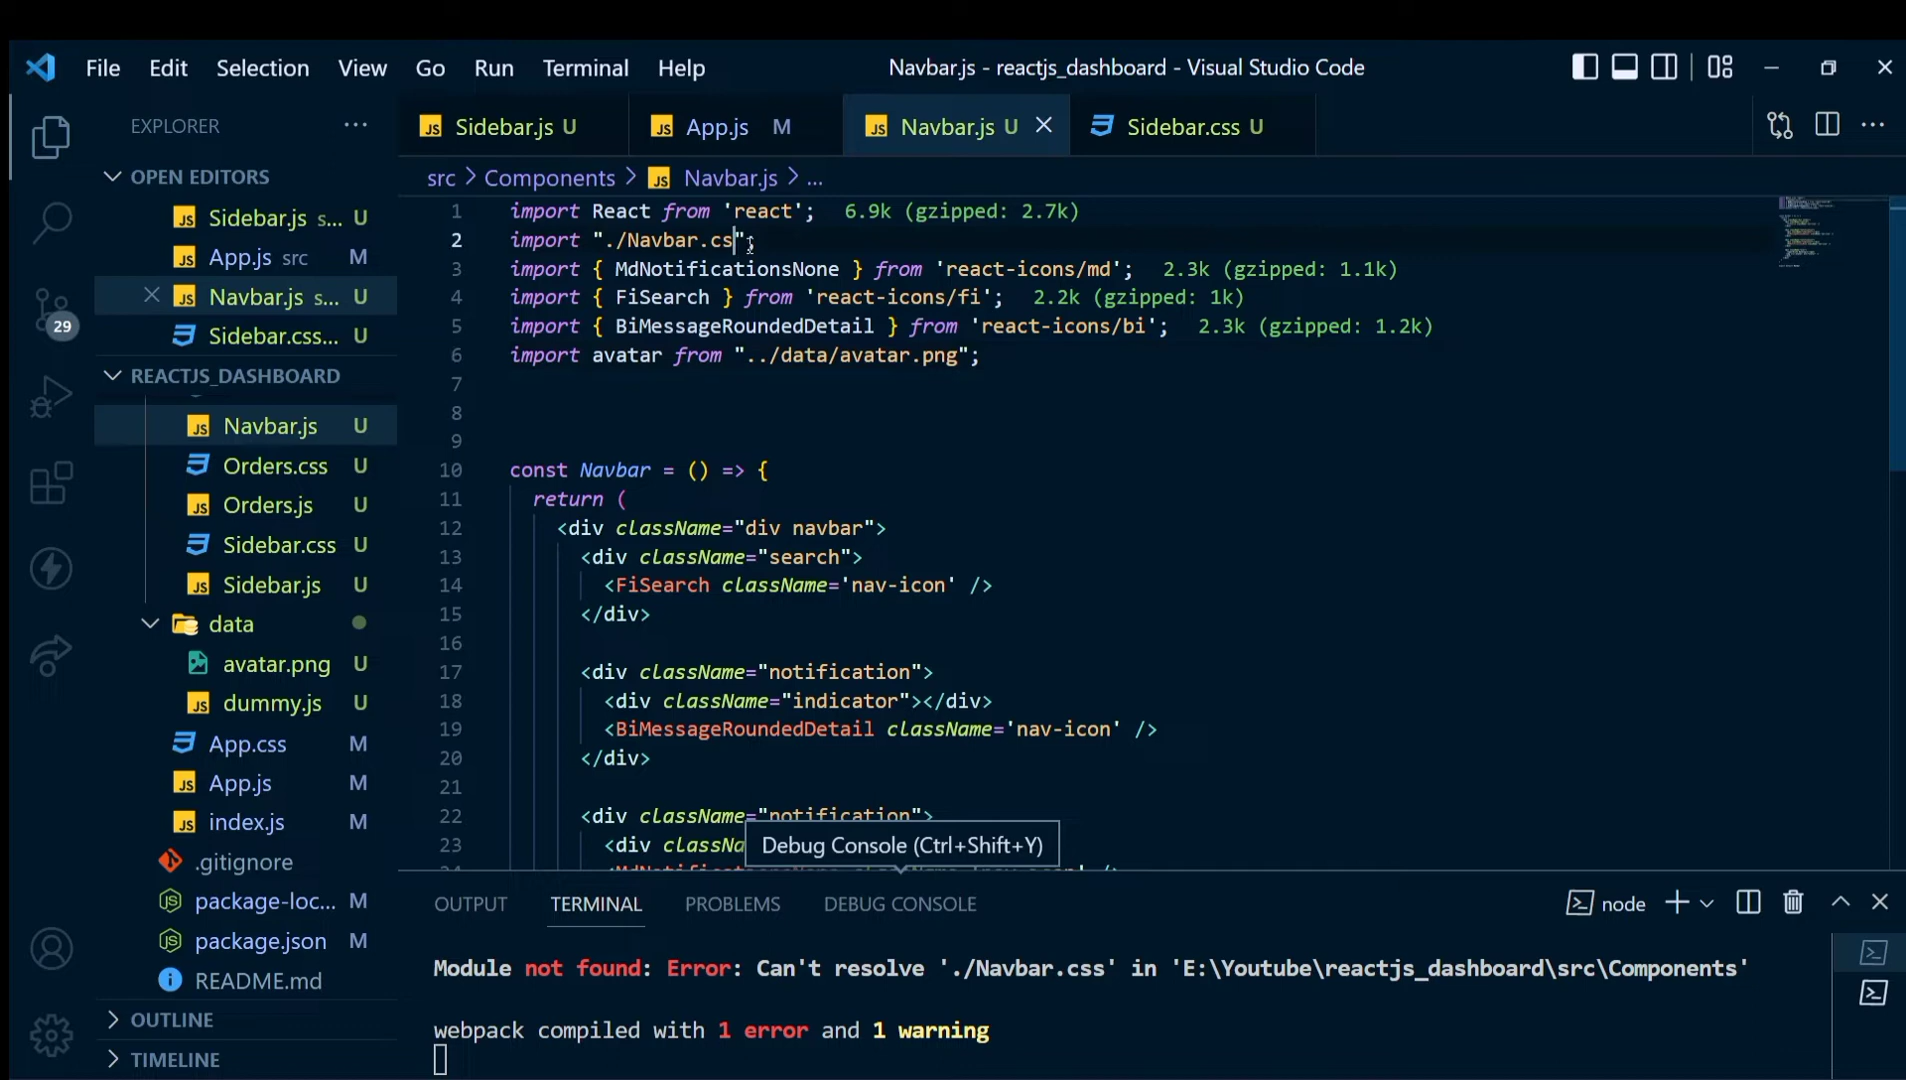 File Edit Selection View Go Run Terminal Help Navbar.js - reactjs_dashboard - Visual Studio Code
EXPLORER ...
Sidebar.js U App.js M Navbar.js U Sidebar.css U ...
OPEN EDITORS
Sidebar.js s... U
App.js src M
Navbar.js s... U
Sidebar.css... U
REACTJS_DASHBOARD
Navbar.js U
Orders.css U
Orders.js U
Sidebar.css U
Sidebar.js U
data
avatar.png U
dummy.js U
App.css M
App.js M
index.js M
.gitignore
package-loc... M
package.json M
README.md
OUTLINE
TIMELINE
29
src > Components > Navbar.js > ...
1 import React from 'react'; 6.9k (gzipped: 2.7k)
2 import "./Navbar.cs";
3 import { MdNotificationsNone } from 'react-icons/md'; 2.3k (gzipped: 1.1k)
4 import { FiSearch } from 'react-icons/fi'; 2.2k (gzipped: 1k)
5 import { BiMessageRoundedDetail } from 'react-icons/bi'; 2.3k (gzipped: 1.2k)
6 import avatar from "../data/avatar.png";
7
8
9
10 const Navbar = () => {
11 return (
12 <div className="div navbar">
13 <div className="search">
14 <FiSearch className='nav-icon' />
15 </div>
16
17 <div className="notification">
18 <div className="indicator"></div>
19 <BiMessageRoundedDetail className='nav-icon' />
20 </div>
21
22 <div className="notification">
23 <div classNa
Debug Console (Ctrl+Shift+Y)
OUTPUT TERMINAL PROBLEMS DEBUG CONSOLE node
Module not found: Error: Can't resolve './Navbar.css' in 'E:\Youtube\reactjs_dashboard\src\Components'
webpack compiled with 1 error and 1 warning